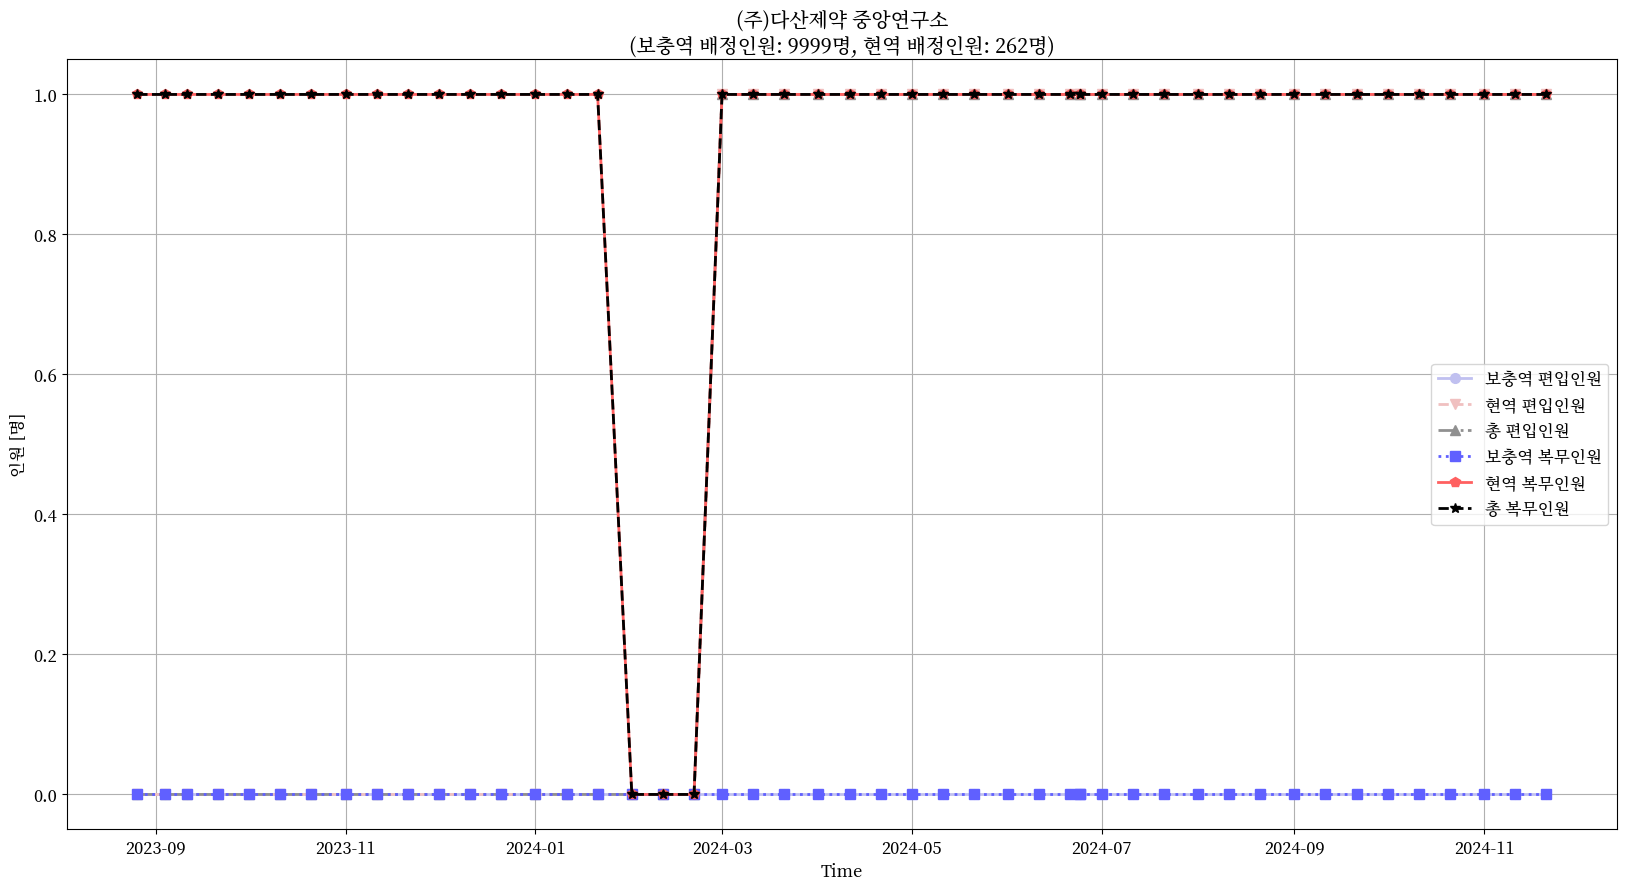 (주)다산제약 중앙연구소
(보충역 배정인원: 9999명, 현역 배정인원: 262명)
1.0
0.8
0.6
0.4
0.2
0.0
인원 [명]
보충역 편입인원
현역 편입인원
총 편입인원
보충역 복무인원
현역 복무인원
총 복무인원
2023-09
2023-11
2024-01
2024-03
2024-05
2024-07
2024-09
2024-11
Time